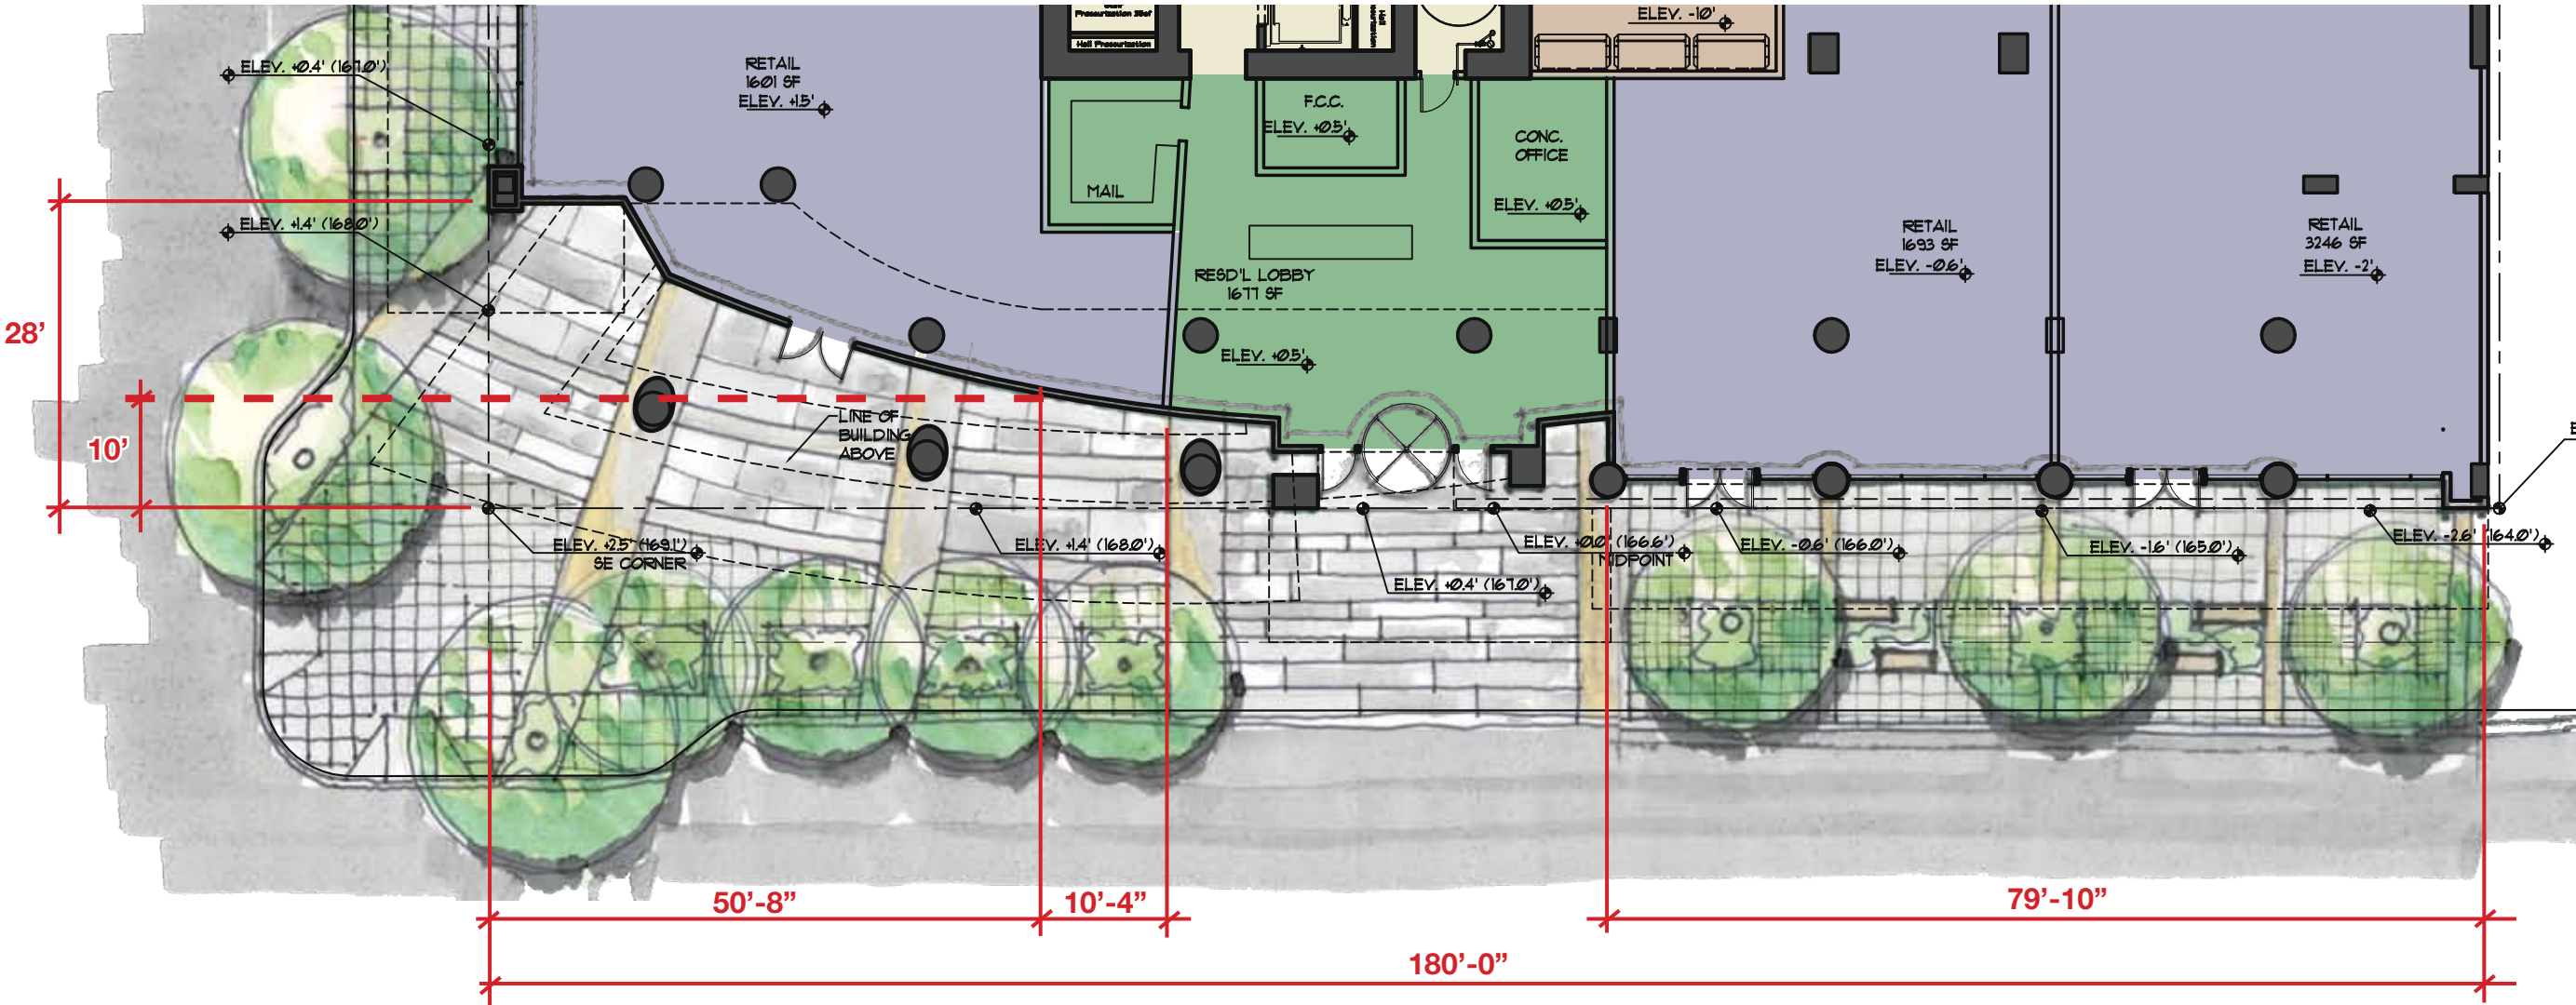 Pressurization 35sf
Hall Pressurization
Hall
ELEV. -10'
ELEV. +0.4' (167.0')
RETAIL
1601 SF
ELEV. +1.5'
F.C.C.
ELEV. +0.5'
CONC.
OFFICE
ELEV. +0.5'
MAIL
ELEV. +1.4' (168.0')
RETAIL
1693 SF
ELEV. -0.6'
RETAIL
3246 SF
ELEV. -2'
RESD'L LOBBY
1677 SF
28'
ELEV. +0.5'
10'
LINE OF
BUILDING
ABOVE
ELEV. +2.5' (169.1')
SE CORNER
ELEV. +1.4' (168.0')
ELEV. +0.0' (166.6')
MIDPOINT
ELEV. -0.6' (166.0')
ELEV. -1.6' (165.0')
ELEV. -2.6' (164.0')
ELEV. +0.4' (167.0')
50'-8”
10'-4”
79'-10”
180'-0”